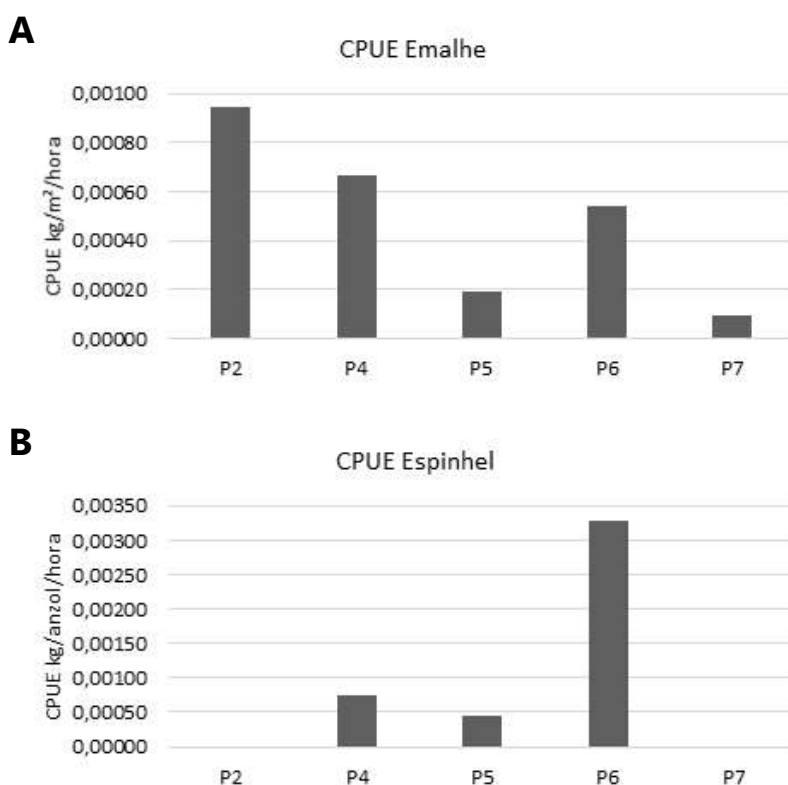 A
CPUE Emalhe
CPUE kg/m²/hora
0,00100
0,00080
0,00060
0,00040
0,00020
0,00000
P2 P4 P5 P6 P7
B
CPUE Espinhel
CPUE kg/anzol/hora
0,00350
0,00300
0,00250
0,00200
0,00150
0,00100
0,00050
0,00000
P2 P4 P5 P6 P7